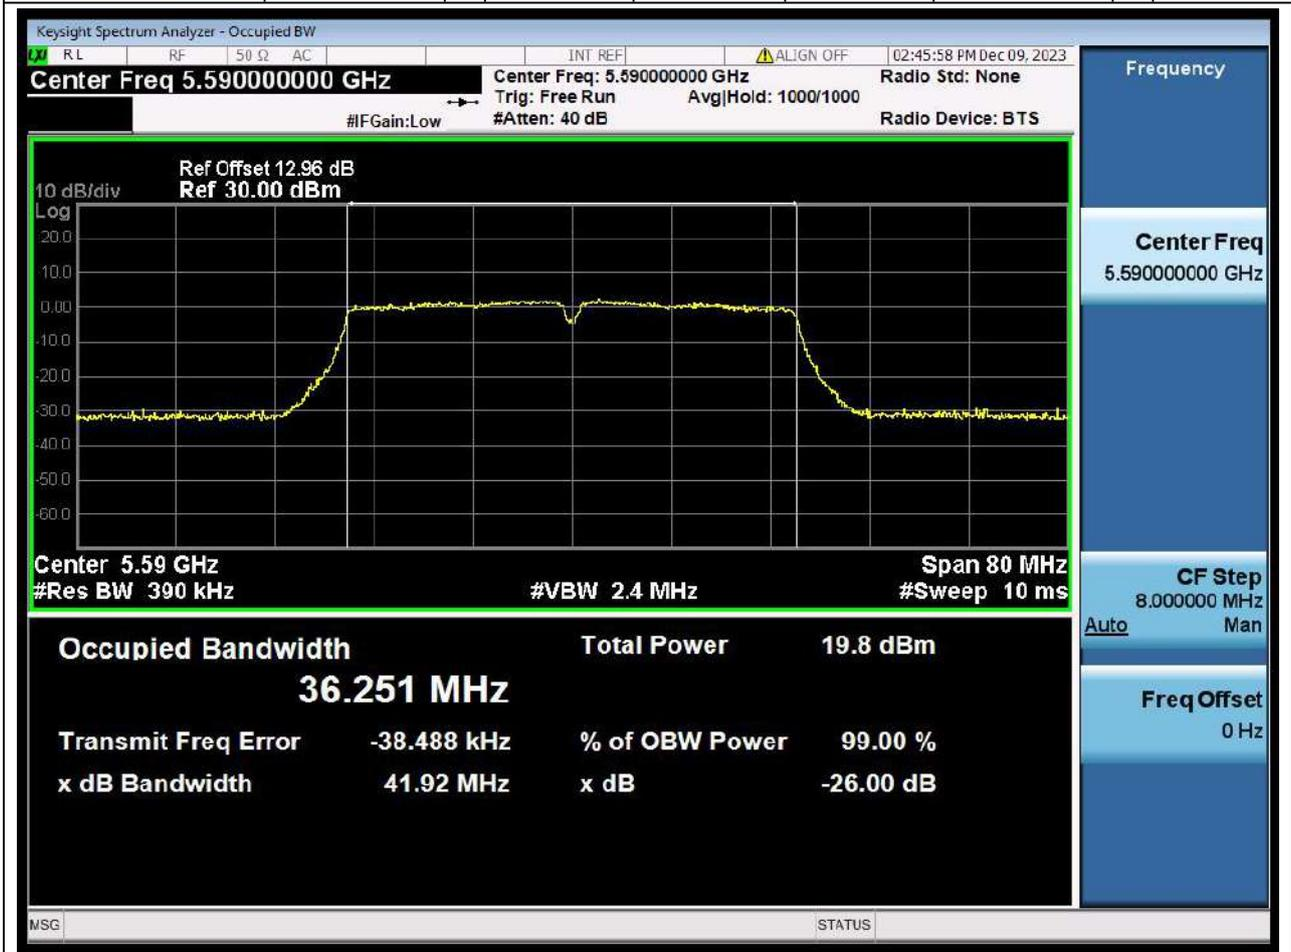 Keysight Spectrum Analyzer - Occupied BW
LXI RL RF 50 Ω AC INT REF ALIGN OFF 02:45:58 PM Dec 09, 2023
Center Freq 5.590000000 GHz
Center Freq: 5.590000000 GHz
Radio Std: None
Trig: Free Run Avg|Hold: 1000/1000
#IFGain:Low
#Atten: 40 dB
Radio Device: BTS
Ref Offset 12.96 dB
10 dB/div Ref 30.00 dBm
Log
20.0
10.0
0.00
-10.0
-20.0
-30.0
-40.0
-50.0
-60.0
Center 5.59 GHz Span 80 MHz
#Res BW 390 kHz #VBW 2.4 MHz #Sweep 10 ms
Occupied Bandwidth Total Power 19.8 dBm
36.251 MHz
Transmit Freq Error -38.488 kHz % of OBW Power 99.00 %
x dB Bandwidth 41.92 MHz x dB -26.00 dB
MSG STATUS
Frequency
Center Freq
5.590000000 GHz
CF Step
8.000000 MHz
Auto Man
Freq Offset
0 Hz